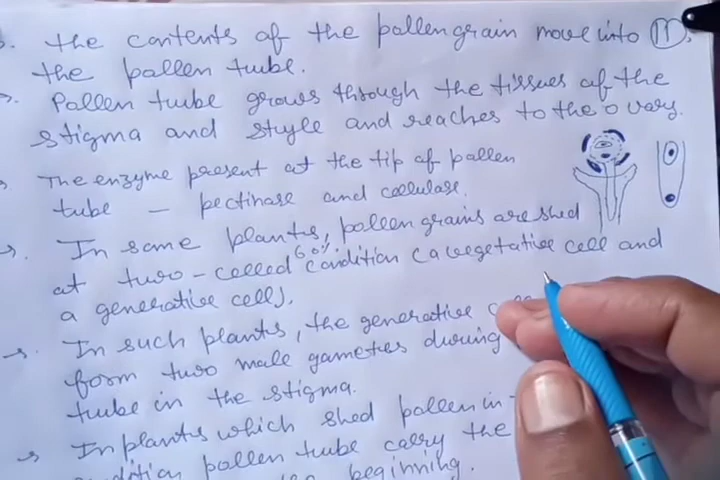 the contents of the pollengrain move into 11
the pollen tube.
Pollen tube grows through the tissues of the
stigma and style and reaches to the ovary.
The enzyme present at the tip of pollen
tube — pectinase and cellulase.
In some plants, pollen grains are shed
at two-celled 60% condition (a vegetative cell and
a generative cell).
In such plants, the generative
form two male gametes during
tube in the stigma.
In plants which shed pollen in
pollen tube carry the
beginning.